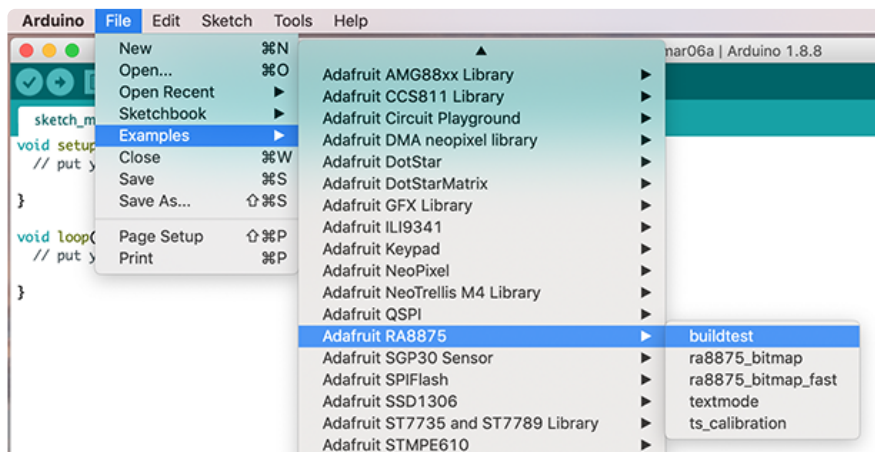 Arduino File Edit Sketch Tools Help
mar06a | Arduino 1.8.8
New ⌘N
Open... ⌘O
Open Recent ▶
Sketchbook ▶
Examples ▶
Close ⌘W
Save ⌘S
Save As... ⇧⌘S
Page Setup ⇧⌘P
Print ⌘P
sketch_m
void setup
// put y
}
void loop(
// put y
}
Adafruit AMG88xx Library ▶
Adafruit CCS811 Library ▶
Adafruit Circuit Playground ▶
Adafruit DMA neopixel library ▶
Adafruit DotStar ▶
Adafruit DotStarMatrix ▶
Adafruit GFX Library ▶
Adafruit ILI9341 ▶
Adafruit Keypad ▶
Adafruit NeoPixel ▶
Adafruit NeoTrellis M4 Library ▶
Adafruit QSPI ▶
Adafruit RA8875 ▶
Adafruit SGP30 Sensor ▶
Adafruit SPIFlash ▶
Adafruit SSD1306 ▶
Adafruit ST7735 and ST7789 Library ▶
Adafruit STMPE610 ▶
buildtest
ra8875_bitmap
ra8875_bitmap_fast
textmode
ts_calibration